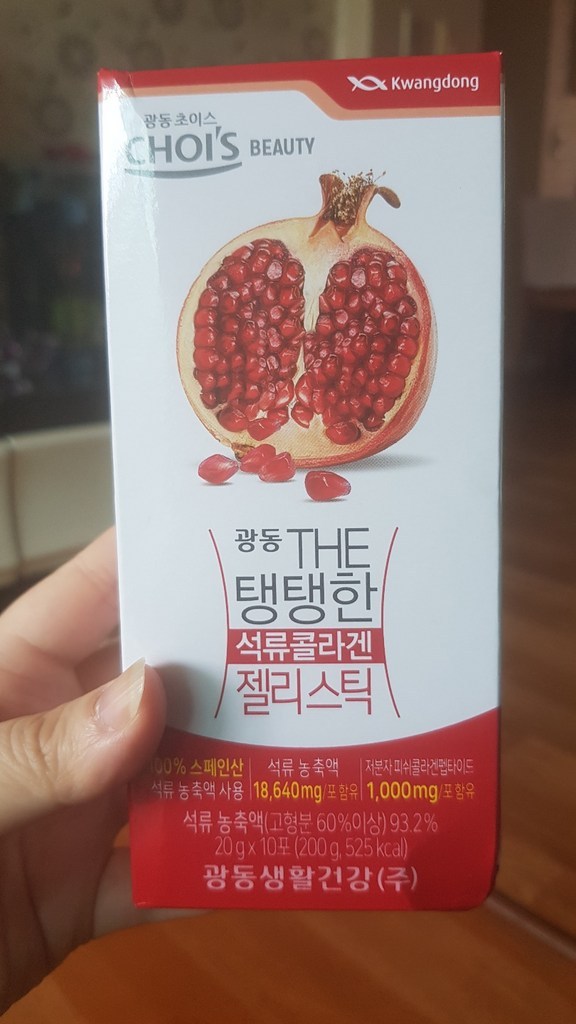 Kwangdong
광동 초이스
CHOI'S BEAUTY
광동 THE
탱탱한
석류콜라겐
젤리스틱
100% 스페인산
석류 농축액 사용
석류 농축액
18,640mg/포 함유
저분자 피쉬콜라겐펩타이드
1,000mg/포 함유
석류 농축액(고형분 60%이상) 93.2%
20 g x 10포 (200 g, 525 kcal)
광동생활건강(주)